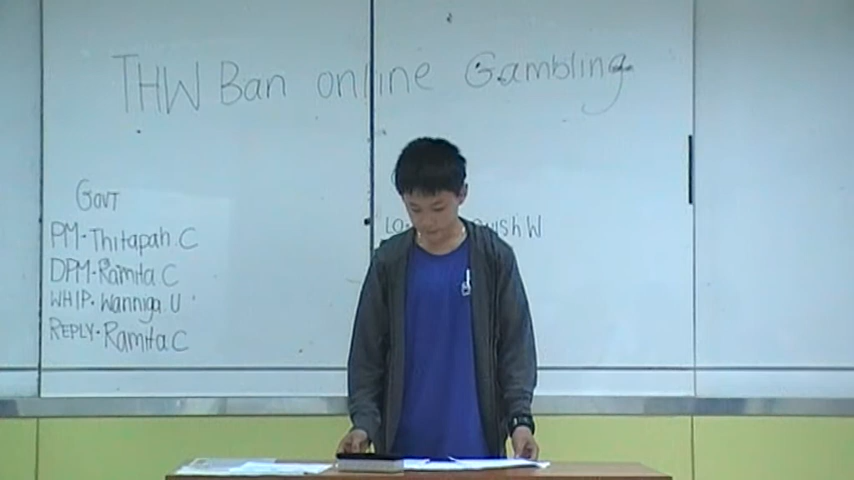 THW Ban online Gambling
GOVT
PM. Thitapah C
DPM-Ramita C
WHIP. Wanniga U
REPLY. Ramita C
W